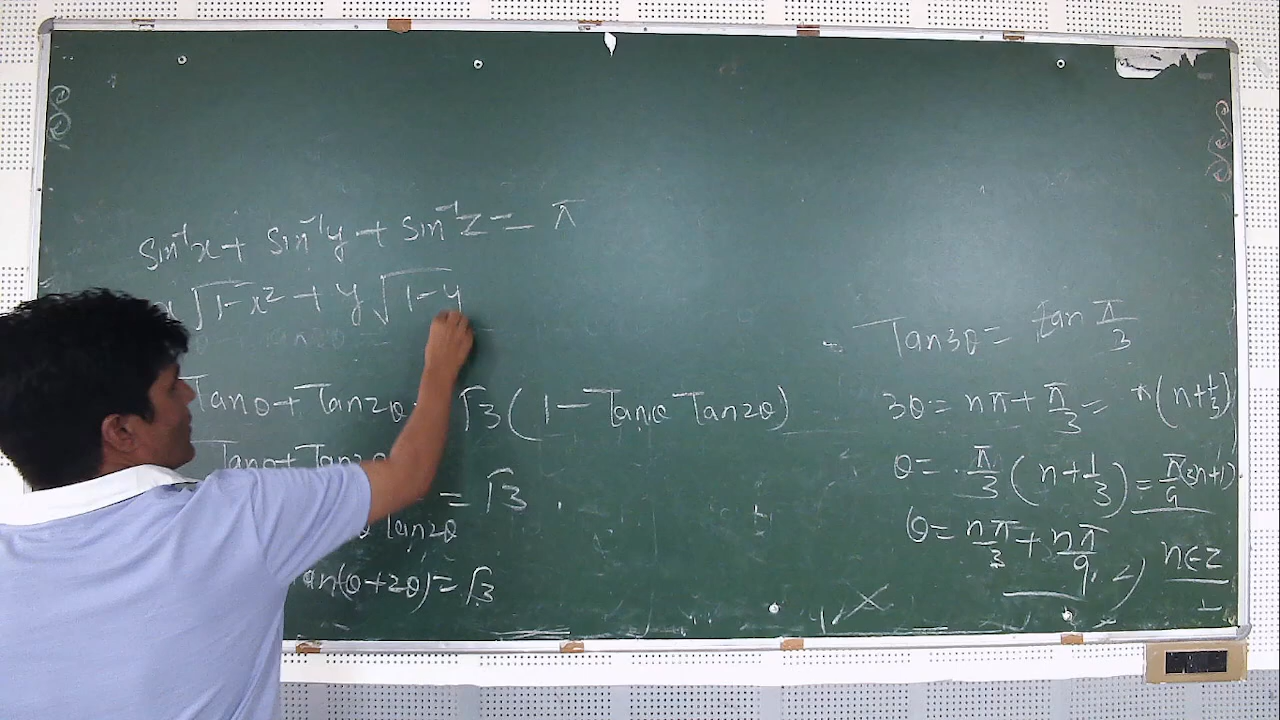 Sin⁻¹x + Sin⁻¹y + Sin⁻¹z = π
x √1-x² + y √1-y
Tanθ + Tan2θ √3 (1 - Tanθ Tan2θ)
Tanθ + Tan
= √3
Tan2θ
tan(θ+2θ) = √3
Tan3θ = tan π/3
3θ = nπ + π/3 = π(n + 1/3)
θ = π/3 (n + 1/3) = π/9 (3n+1)
θ = nπ/3 + nπ/9, n∈z